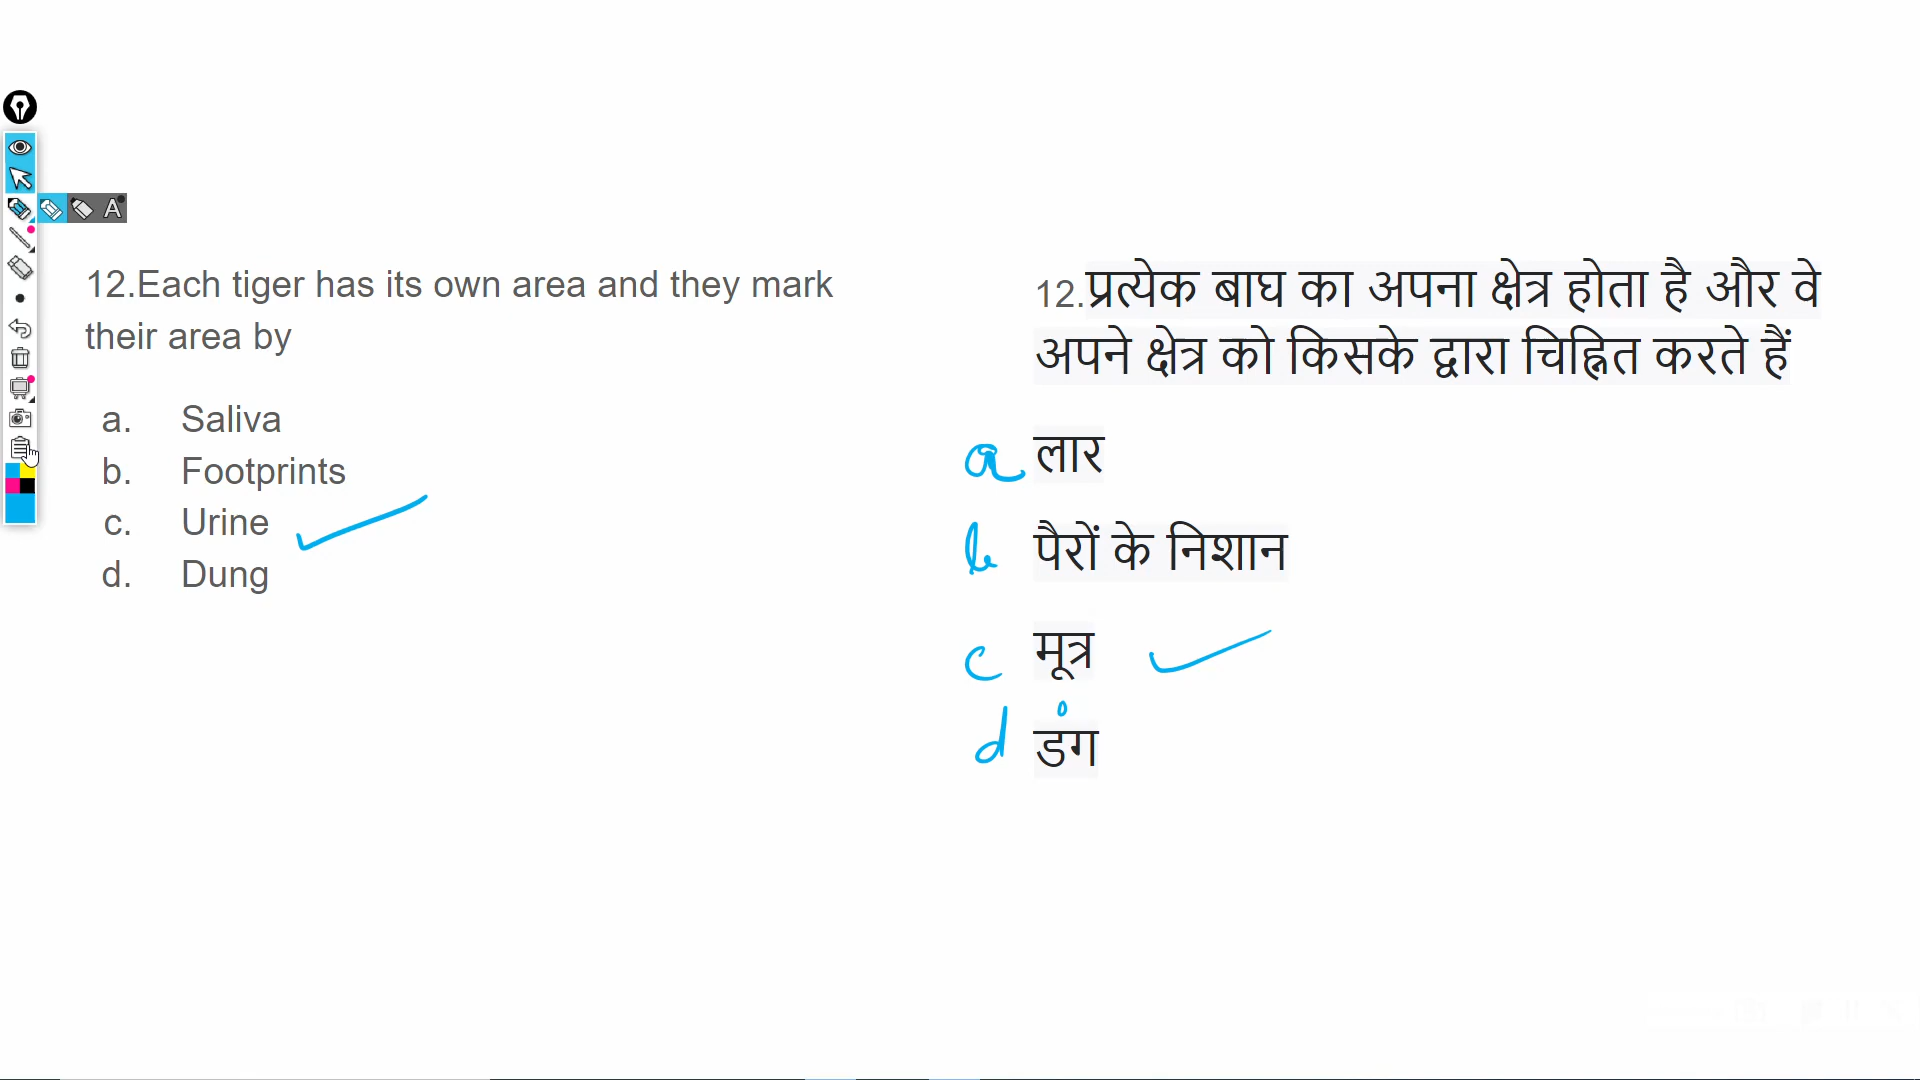 A
12.Each tiger has its own area and they mark
their area by
a. Saliva
b. Footprints
c. Urine
d. Dung
12.प्रत्येक बाघ का अपना क्षेत्र होता है और वे
अपने क्षेत्र को किसके द्वारा चिह्नित करते हैं
a लार
b पैरों के निशान
c मूत्र
d डंग